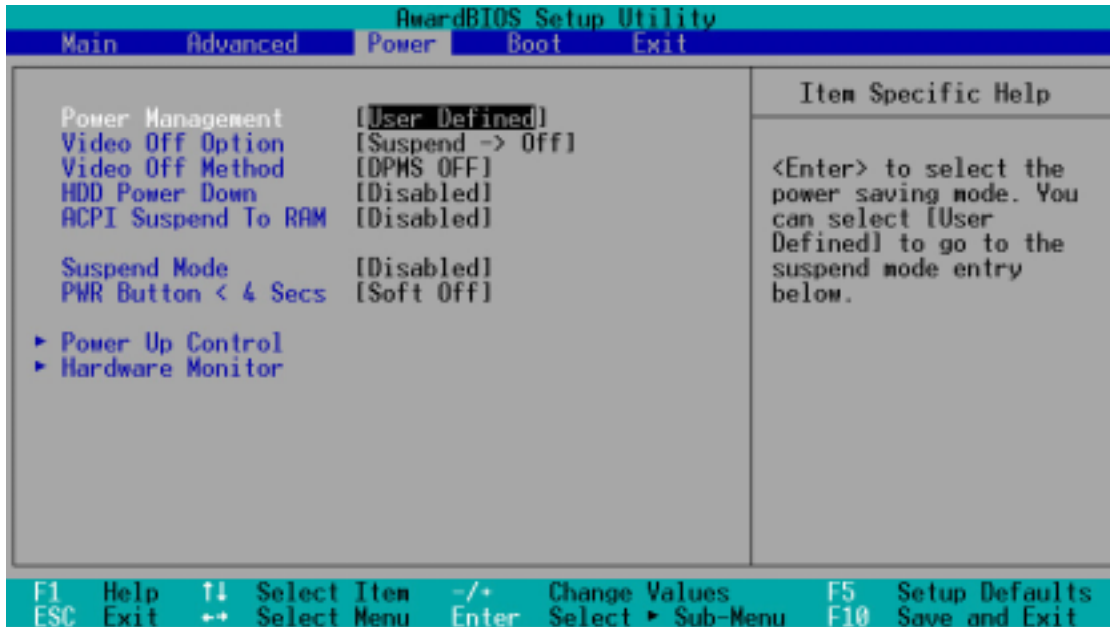 AwardBIOS Setup Utility
Main Advanced Power Boot Exit
Power Management [User Defined]
Video Off Option [Suspend -> Off]
Video Off Method [DPMS OFF]
HDD Power Down [Disabled]
ACPI Suspend To RAM [Disabled]
Suspend Mode [Disabled]
PWR Button < 4 Secs [Soft Off]
► Power Up Control
► Hardware Monitor
Item Specific Help
<Enter> to select the
power saving mode. You
can select [User
Defined] to go to the
suspend mode entry
below.
F1 Help ↑↓ Select Item -/+ Change Values F5 Setup Defaults
ESC Exit ←→ Select Menu Enter Select ► Sub-Menu F10 Save and Exit